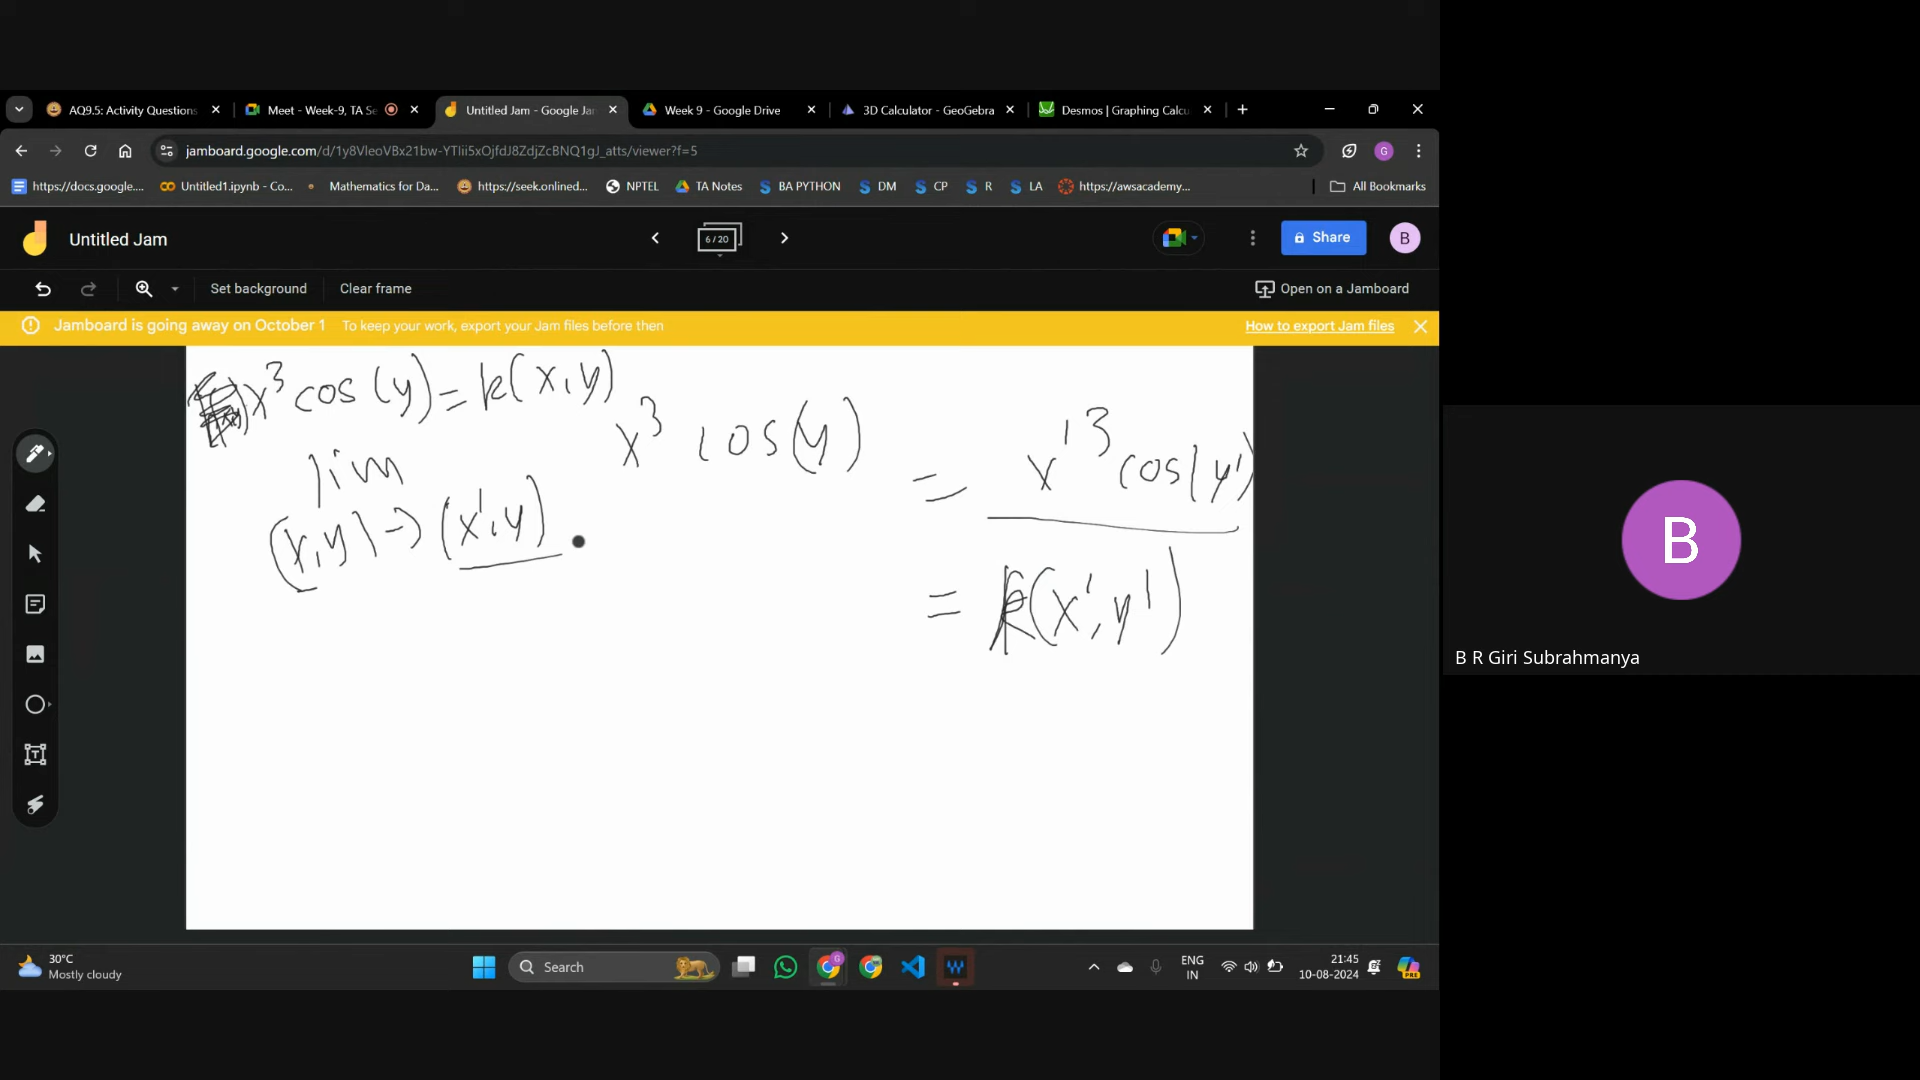 AQ9.5: Activity Questions
Meet - Week-9, TA Se
Untitled Jam - Google Ja
Week 9 - Google Drive
3D Calculator - GeoGebra
Desmos | Graphing Calcu
jamboard.google.com/d/1y8VleoVBx21bw-YTIii5xOjfdJ8ZdjZcBNQ1gJ_atts/viewer?f=5
G
https://docs.google....
Untitled1.ipynb - Co...
Mathematics for Da...
https://seek.onlined...
NPTEL
TA Notes
BA PYTHON
DM
CP
R
LA
https://awsacademy...
All Bookmarks
Untitled Jam
6 / 20
Share
B
Set background
Clear frame
Open on a Jamboard
Jamboard is going away on October 1
To keep your work, export your Jam files before then
How to export Jam files
x³ cos(y) = k(x,y)
lim x³ cos(y) = x'³ cos(y')
(x,y) → (x',y)
= k(x',y')
B
B R Giri Subrahmanya
30°C
Mostly cloudy
Search
ENG
IN
21:45
10-08-2024